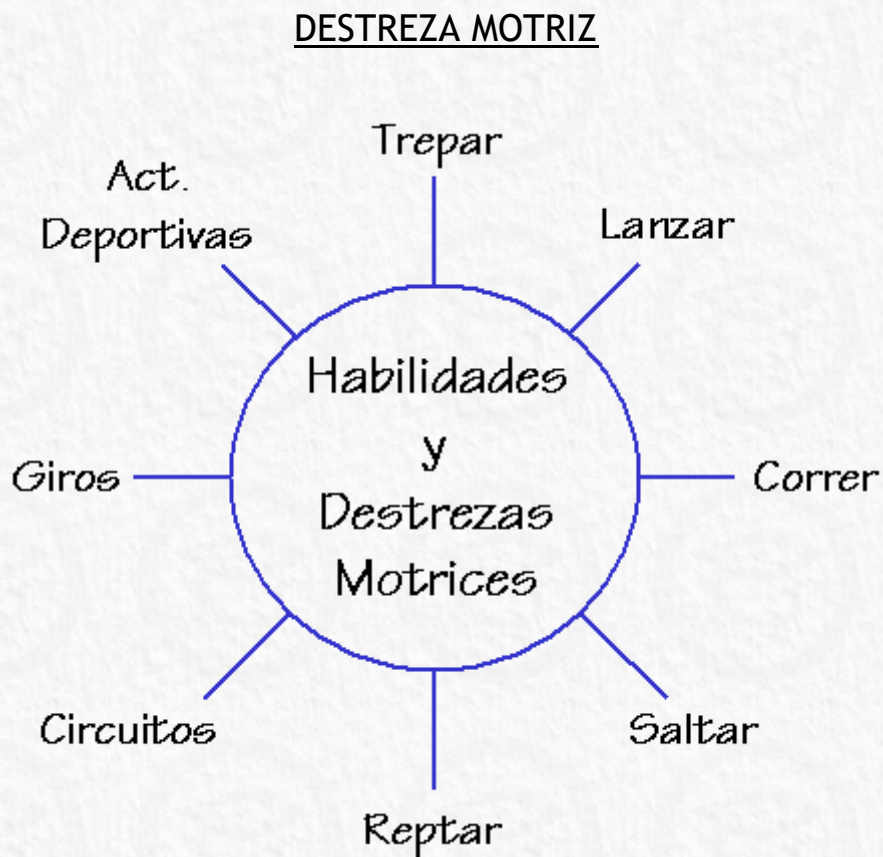 DESTREZA MOTRIZ
Trepar
Act.
Deportivas
Lanzar
Habilidades
y
Destrezas
Motrices
Giros
Correr
Circuitos
Saltar
Reptar